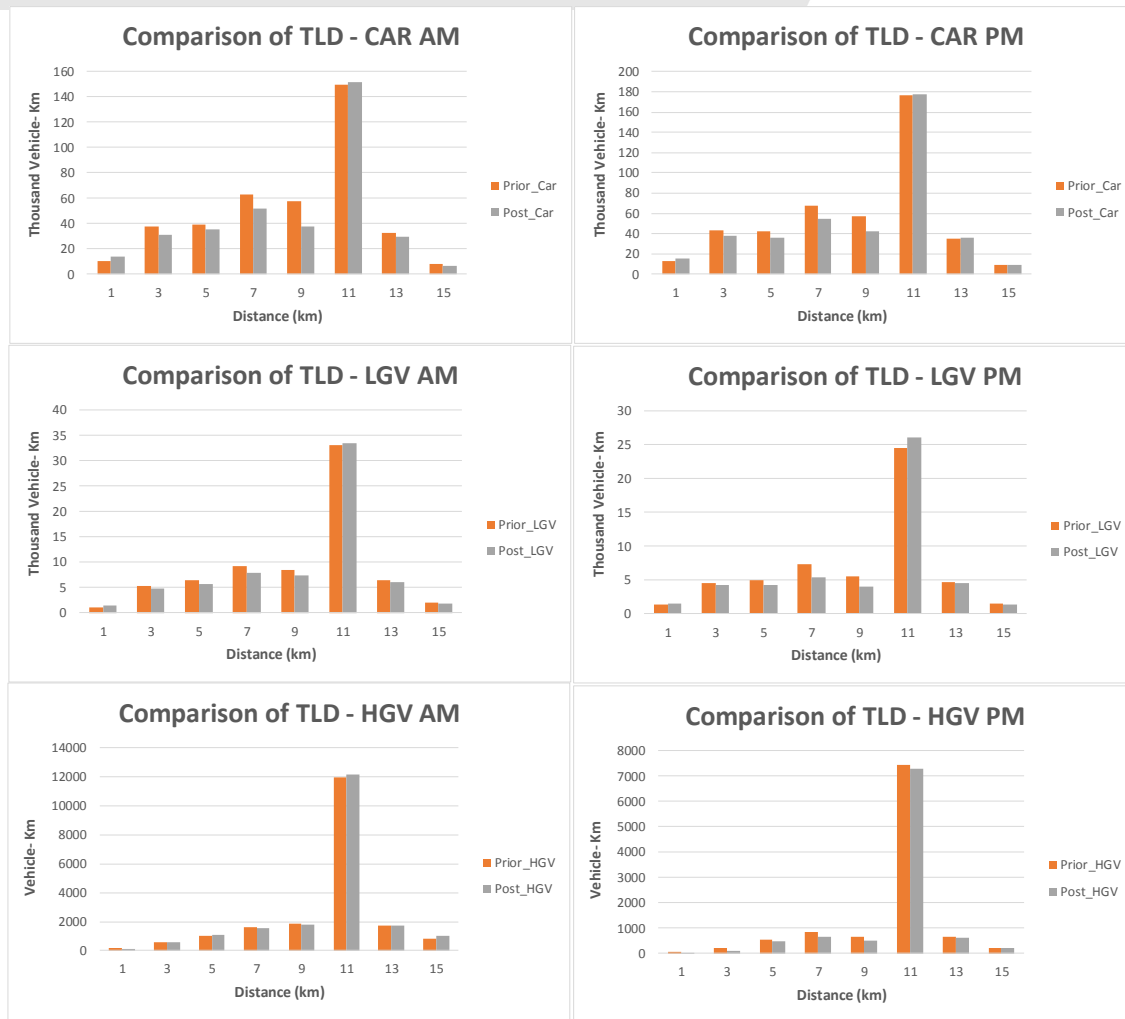 Comparison of TLD - CAR AM
160
140
120
100
80
60
40
20
0
Thousand Vehicle- Km
1 3 5 7 9 11 13 15
Distance (km)
Prior_Car
Post_Car
Comparison of TLD - CAR PM
200
180
160
140
120
100
80
60
40
20
0
Thousand Vehicle- Km
1 3 5 7 9 11 13 15
Distance (km)
Prior_Car
Post_Car
Comparison of TLD - LGV AM
40
35
30
25
20
15
10
5
0
Thousand Vehicle- Km
1 3 5 7 9 11 13 15
Distance (km)
Prior_LGV
Post_LGV
Comparison of TLD - LGV PM
30
25
20
15
10
5
0
Thousand Vehicle- Km
1 3 5 7 9 11 13 15
Distance (km)
Prior_LGV
Post_LGV
Comparison of TLD - HGV AM
14000
12000
10000
8000
6000
4000
2000
0
Vehicle- Km
1 3 5 7 9 11 13 15
Distance (km)
Prior_HGV
Post_HGV
Comparison of TLD - HGV PM
8000
7000
6000
5000
4000
3000
2000
1000
0
Vehicle- Km
1 3 5 7 9 11 13 15
Distance (km)
Prior_HGV
Post_HGV